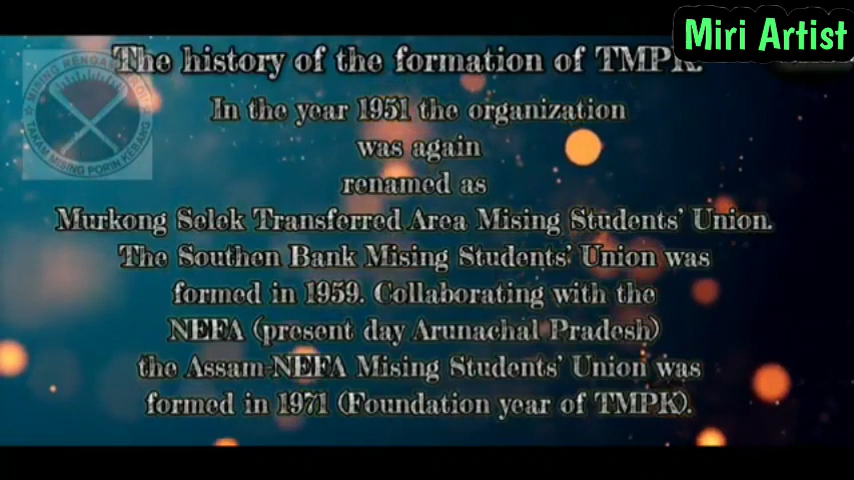 Miri Artist
The history of the formation of TMPK.
In the year 1951 the organization
was again
renamed as
Murkong Selek Transferred Area Mising Students' Union.
The Southen Bank Mising Students' Union was
formed in 1959. Collaborating with the
NEFA (present day Arunachal Pradesh)
the Assam-NEFA Mising Students' Union was
formed in 1971 (Foundation year of TMPK).
TAKAM MISING PORIN KEBANG